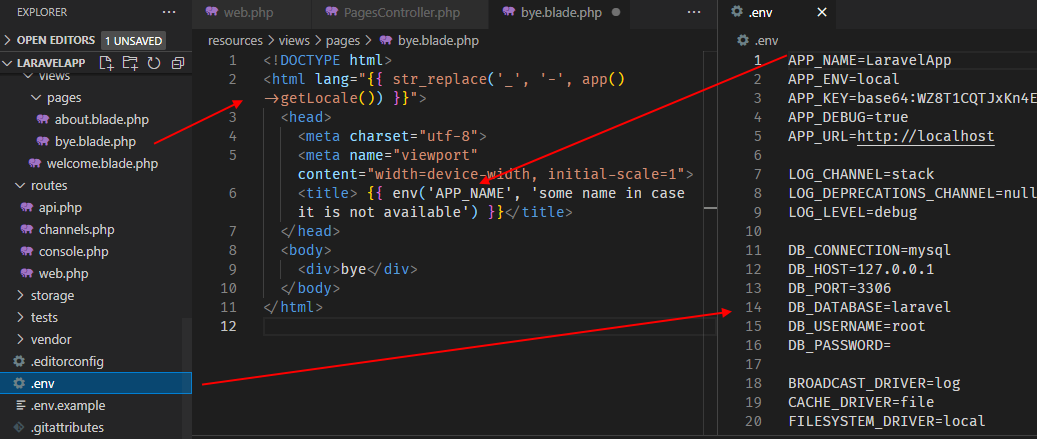 EXPLORER
OPEN EDITORS 1 UNSAVED
LARAVELAPP
views
pages
about.blade.php
bye.blade.php
welcome.blade.php
routes
api.php
channels.php
console.php
web.php
storage
tests
vendor
.editorconfig
.env
.env.example
.gitattributes
web.php PagesController.php bye.blade.php
resources > views > pages > bye.blade.php
1 <!DOCTYPE html>
2 <html lang="{{ str_replace('_', '-', app()
->getLocale()) }}">
3 <head>
4 <meta charset="utf-8">
5 <meta name="viewport"
content="width=device-width, initial-scale=1">
6 <title> {{ env('APP_NAME', 'some name in case
it is not available') }}</title>
7 </head>
8 <body>
9 <div>bye</div>
10 </body>
11 </html>
12
.env
.env
1 APP_NAME=LaravelApp
2 APP_ENV=local
3 APP_KEY=base64:WZ8T1CQTJxKn4E
4 APP_DEBUG=true
5 APP_URL=http://localhost
6
7 LOG_CHANNEL=stack
8 LOG_DEPRECATIONS_CHANNEL=null
9 LOG_LEVEL=debug
10
11 DB_CONNECTION=mysql
12 DB_HOST=127.0.0.1
13 DB_PORT=3306
14 DB_DATABASE=laravel
15 DB_USERNAME=root
16 DB_PASSWORD=
17
18 BROADCAST_DRIVER=log
19 CACHE_DRIVER=file
20 FILESYSTEM_DRIVER=local